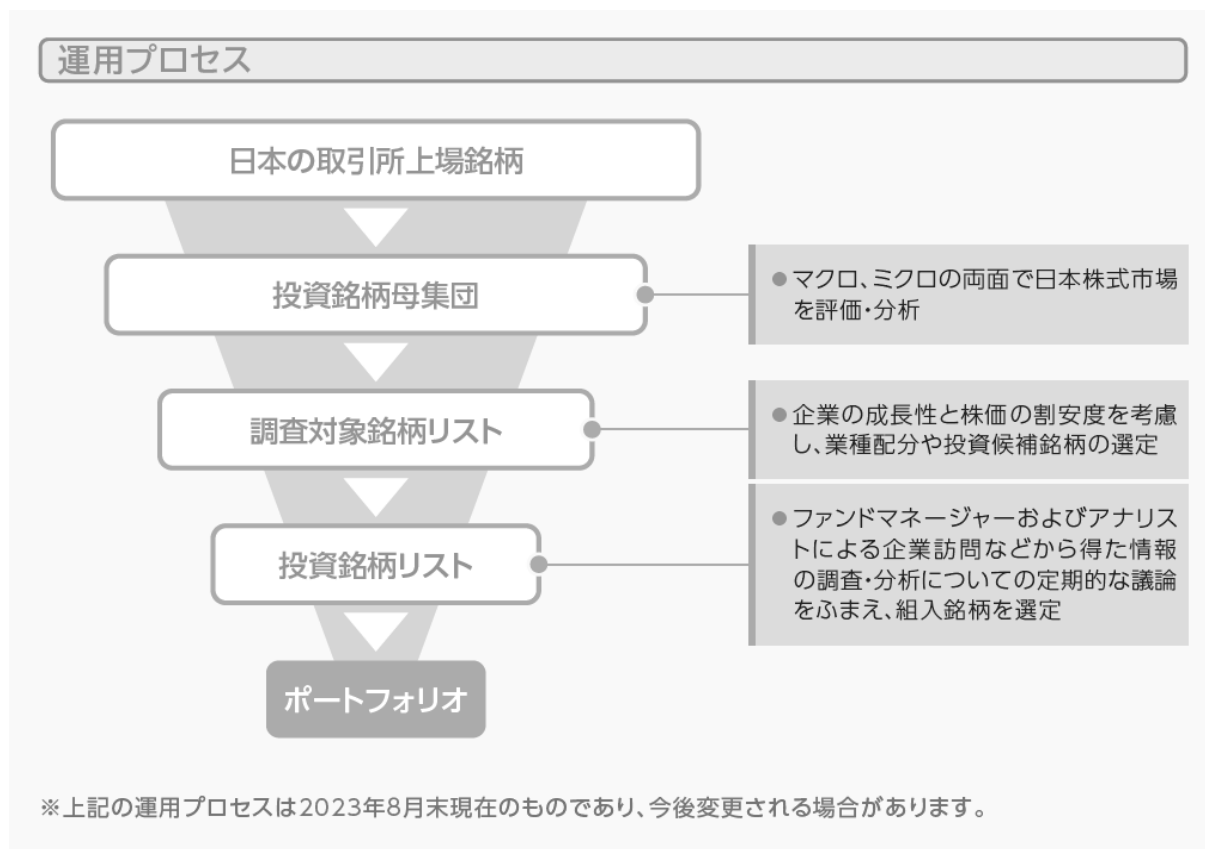 運用プロセス
日本の取引所上場銘柄
投資銘柄母集団
●マクロ、ミクロの両面で日本株式市場
を評価・分析
調査対象銘柄リスト
●企業の成長性と株価の割安度を考慮
し、業種配分や投資候補銘柄の選定
投資銘柄リスト
●ファンドマネージャーおよびアナリス
トによる企業訪問などから得た情報
の調査・分析についての定期的な議論
をふまえ、組入銘柄を選定
ポートフォリオ
※上記の運用プロセスは2023年8月末現在のものであり、今後変更される場合があります。